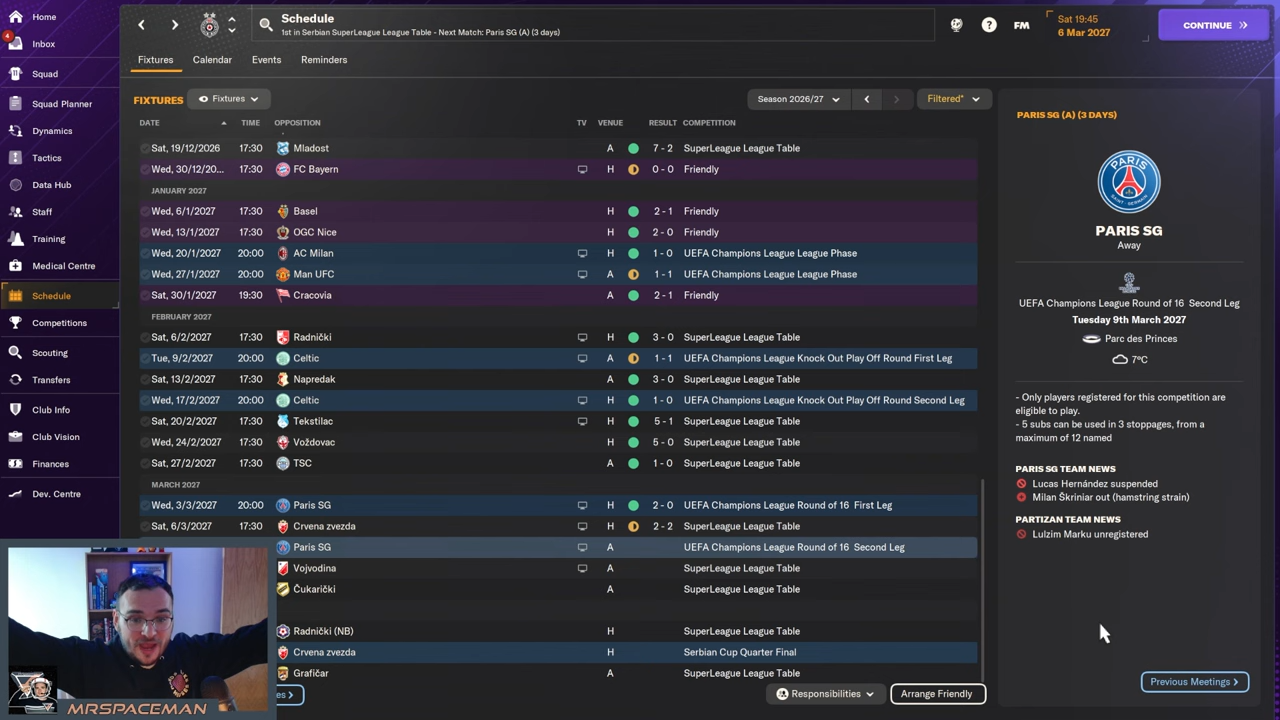 Home
Inbox
4
Squad
Squad Planner
Dynamics
Tactics
Data Hub
Staff
Training
Medical Centre
Schedule
Competitions
Scouting
Transfers
Club Info
Club Vision
Finances
Dev. Centre
Schedule
1st in Serbian SuperLeague League Table - Next Match: Paris SG (A) (3 days)
? FM
Sat 19:45
6 Mar 2027
CONTINUE
Fixtures Calendar Events Reminders
FIXTURES Fixtures Season 2026/27 Filtered*
DATE TIME OPPOSITION TV VENUE RESULT COMPETITION
Sat, 19/12/2026 17:30 Mladost A 7 - 2 SuperLeague League Table
Wed, 30/12/20... 17:30 FC Bayern H 0 - 0 Friendly
JANUARY 2027
Wed, 6/1/2027 17:30 Basel H 2 - 1 Friendly
Wed, 13/1/2027 17:30 OGC Nice H 2 - 0 Friendly
Wed, 20/1/2027 20:00 AC Milan H 1 - 0 UEFA Champions League League Phase
Wed, 27/1/2027 20:00 Man UFC A 1 - 1 UEFA Champions League League Phase
Sat, 30/1/2027 19:30 Cracovia A 2 - 1 Friendly
FEBRUARY 2027
Sat, 6/2/2027 17:30 Radnički H 3 - 0 SuperLeague League Table
Tue, 9/2/2027 20:00 Celtic A 1 - 1 UEFA Champions League Knock Out Play Off Round First Leg
Sat, 13/2/2027 17:30 Napredak A 3 - 0 SuperLeague League Table
Wed, 17/2/2027 20:00 Celtic H 1 - 0 UEFA Champions League Knock Out Play Off Round Second Leg
Sat, 20/2/2027 17:30 Tekstilac H 5 - 1 SuperLeague League Table
Wed, 24/2/2027 17:30 Voždovac H 5 - 0 SuperLeague League Table
Sat, 27/2/2027 17:30 TSC A 1 - 0 SuperLeague League Table
MARCH 2027
Wed, 3/3/2027 20:00 Paris SG H 2 - 0 UEFA Champions League Round of 16 First Leg
Sat, 6/3/2027 17:30 Crvena zvezda H 2 - 2 SuperLeague League Table
Paris SG A UEFA Champions League Round of 16 Second Leg
Vojvodina A SuperLeague League Table
Čukarički A SuperLeague League Table
Radnički (NB) H SuperLeague League Table
Crvena zvezda H Serbian Cup Quarter Final
Grafičar A SuperLeague League Table
Responsibilities Arrange Friendly
PARIS SG (A) (3 DAYS)
PARIS
SAINT-GERMAIN
PARIS SG
Away
UEFA Champions League Round of 16 Second Leg
Tuesday 9th March 2027
Parc des Princes
7°C
- Only players registered for this competition are
eligible to play.
- 5 subs can be used in 3 stoppages, from a
maximum of 12 named
PARIS SG TEAM NEWS
Lucas Hernández suspended
Milan Škriniar out (hamstring strain)
PARTIZAN TEAM NEWS
Lulzim Marku unregistered
Previous Meetings
MRSPACEMAN